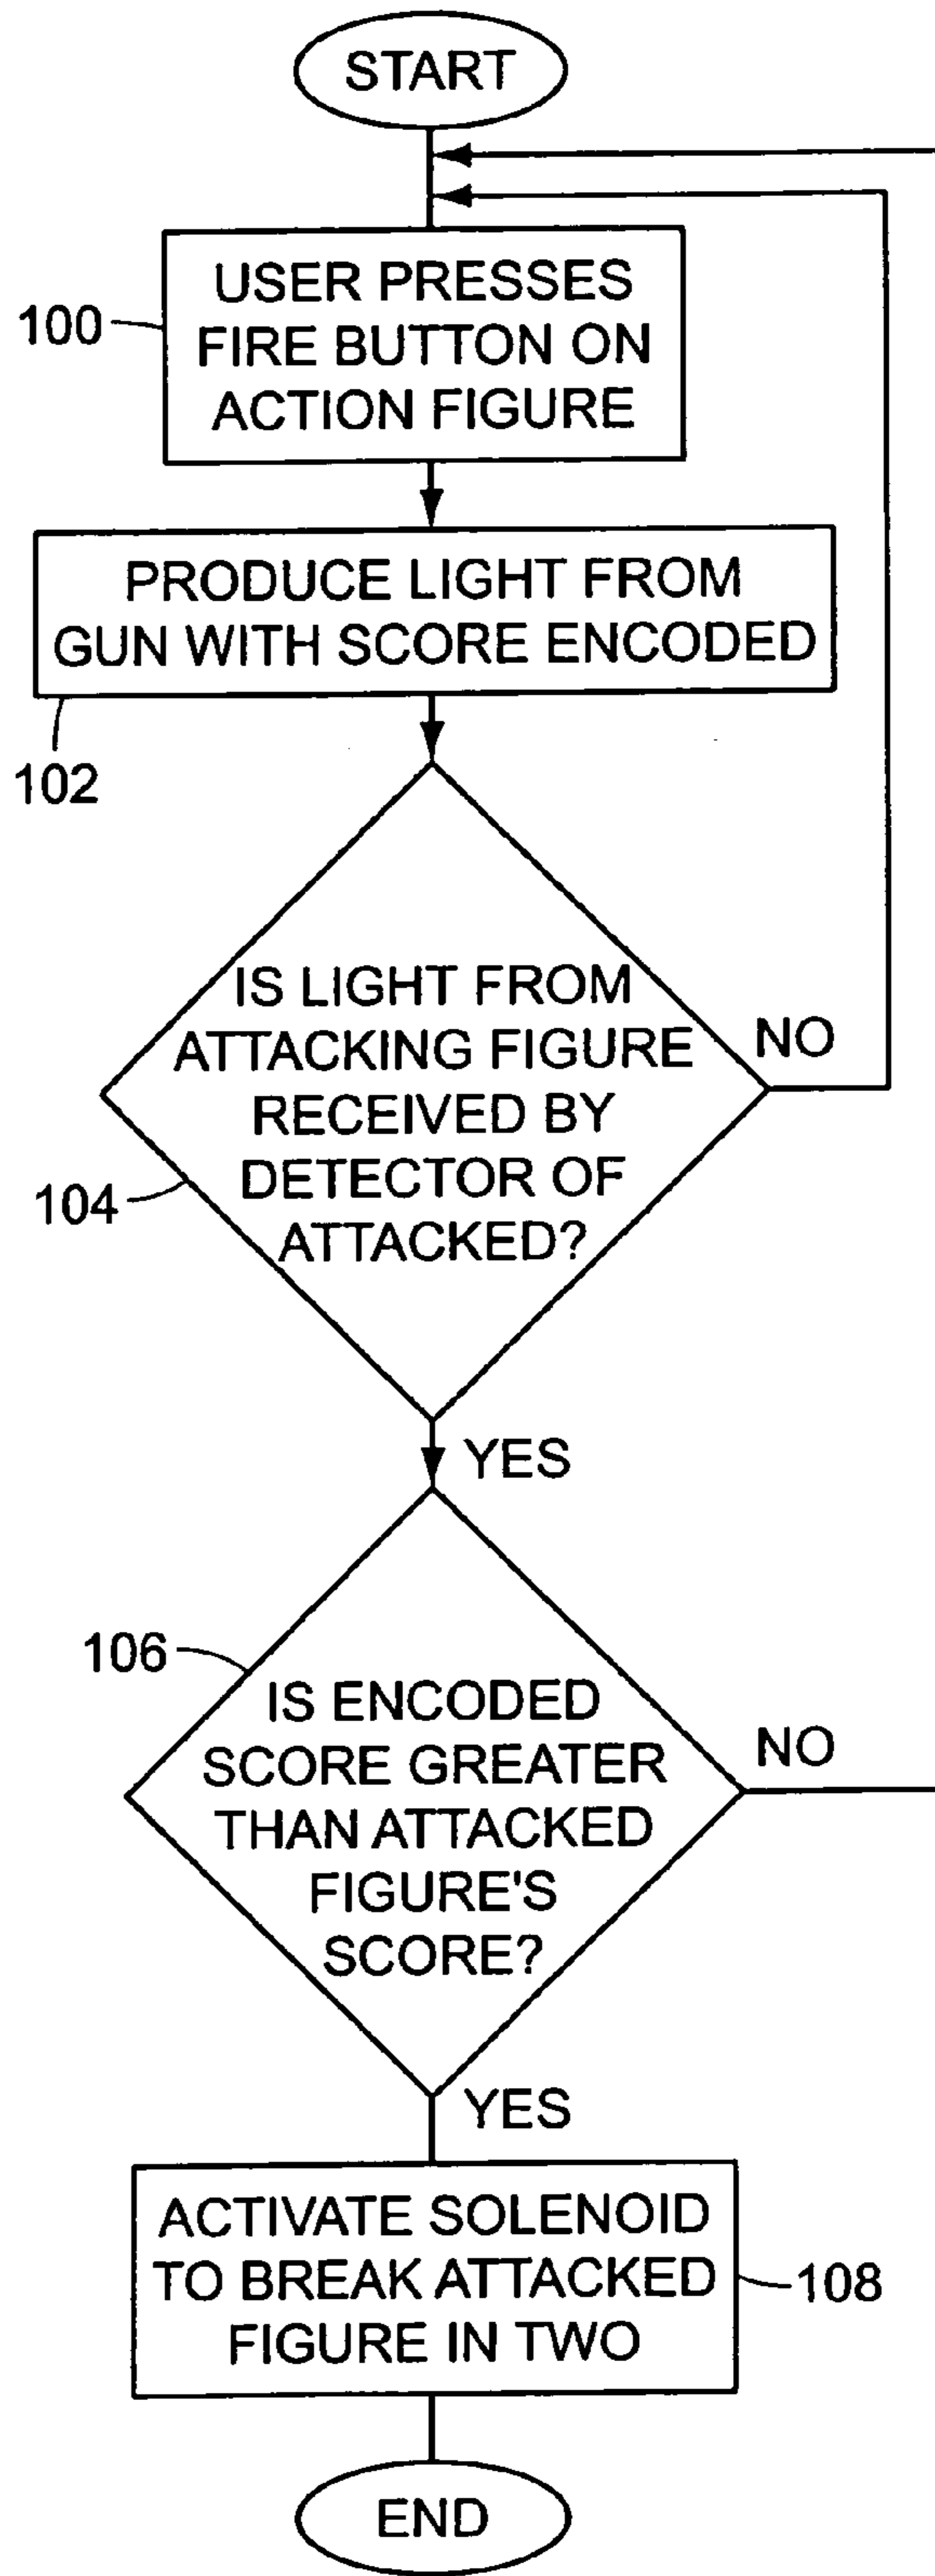 START
USER PRESSES
FIRE BUTTON ON
ACTION FIGURE
100
PRODUCE LIGHT FROM
GUN WITH SCORE ENCODED
102
IS LIGHT FROM
ATTACKING FIGURE
RECEIVED BY
DETECTOR OF
ATTACKED?
NO
104
YES
106
IS ENCODED
SCORE GREATER
THAN ATTACKED
FIGURE'S
SCORE?
NO
YES
ACTIVATE SOLENOID
TO BREAK ATTACKED
FIGURE IN TWO
108
END